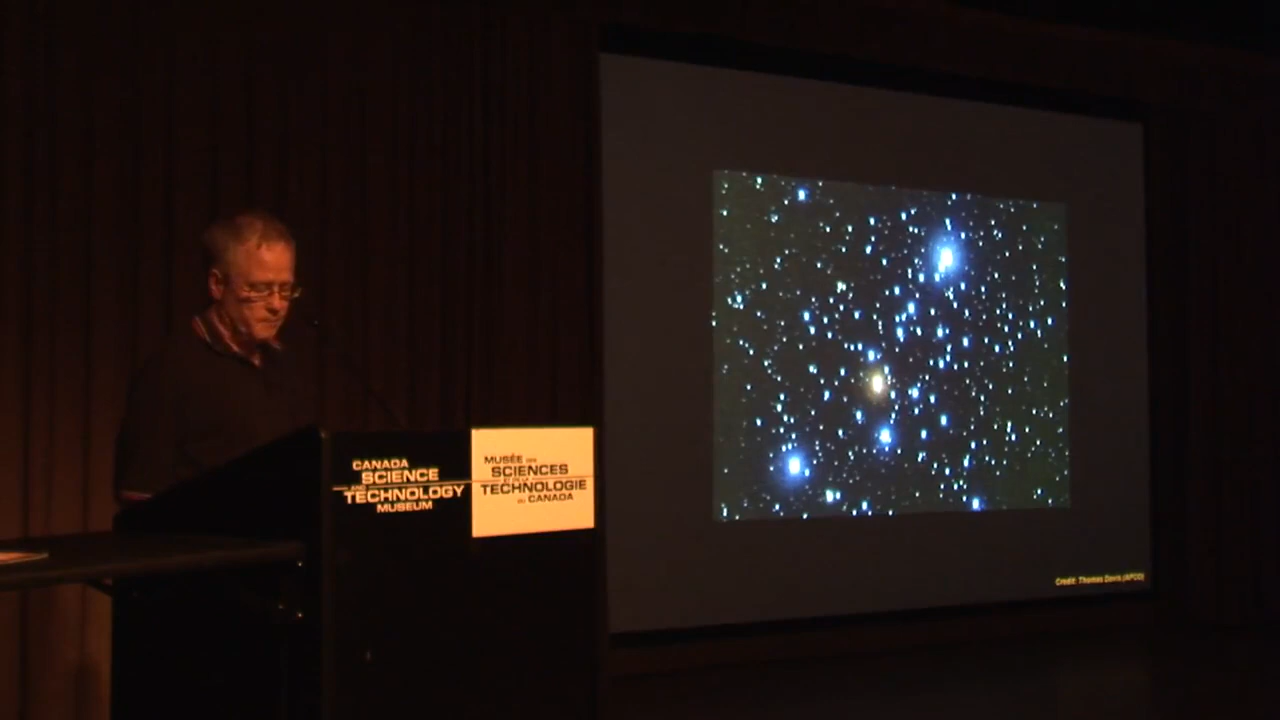 CANADA
SCIENCE
AND
TECHNOLOGY
MUSEUM
MUSÉE DES
SCIENCES
ET DE LA
TECHNOLOGIE
DU CANADA
Credit: Thomas Davis (APOD)